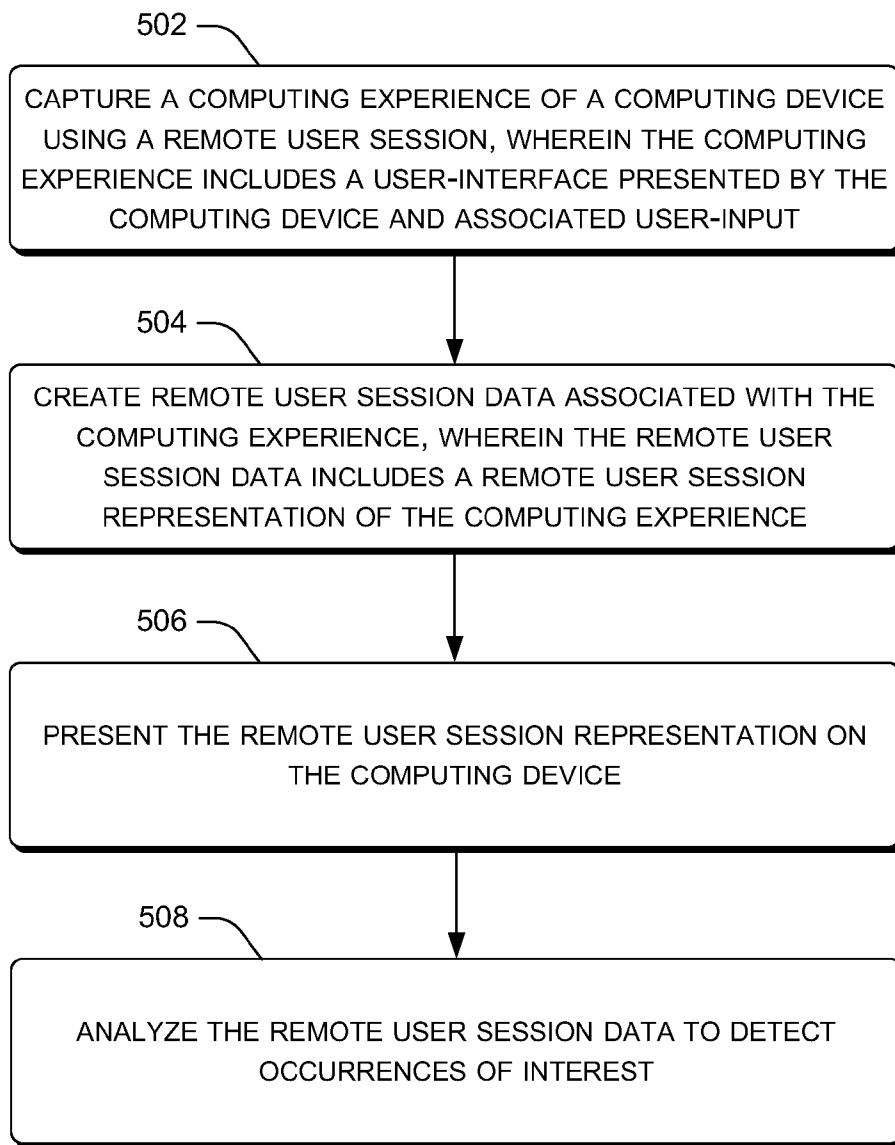 502
CAPTURE A COMPUTING EXPERIENCE OF A COMPUTING DEVICE
USING A REMOTE USER SESSION, WHEREIN THE COMPUTING
EXPERIENCE INCLUDES A USER-INTERFACE PRESENTED BY THE
COMPUTING DEVICE AND ASSOCIATED USER-INPUT
504
CREATE REMOTE USER SESSION DATA ASSOCIATED WITH THE
COMPUTING EXPERIENCE, WHEREIN THE REMOTE USER
SESSION DATA INCLUDES A REMOTE USER SESSION
REPRESENTATION OF THE COMPUTING EXPERIENCE
506
PRESENT THE REMOTE USER SESSION REPRESENTATION ON
THE COMPUTING DEVICE
508
ANALYZE THE REMOTE USER SESSION DATA TO DETECT
OCCURRENCES OF INTEREST